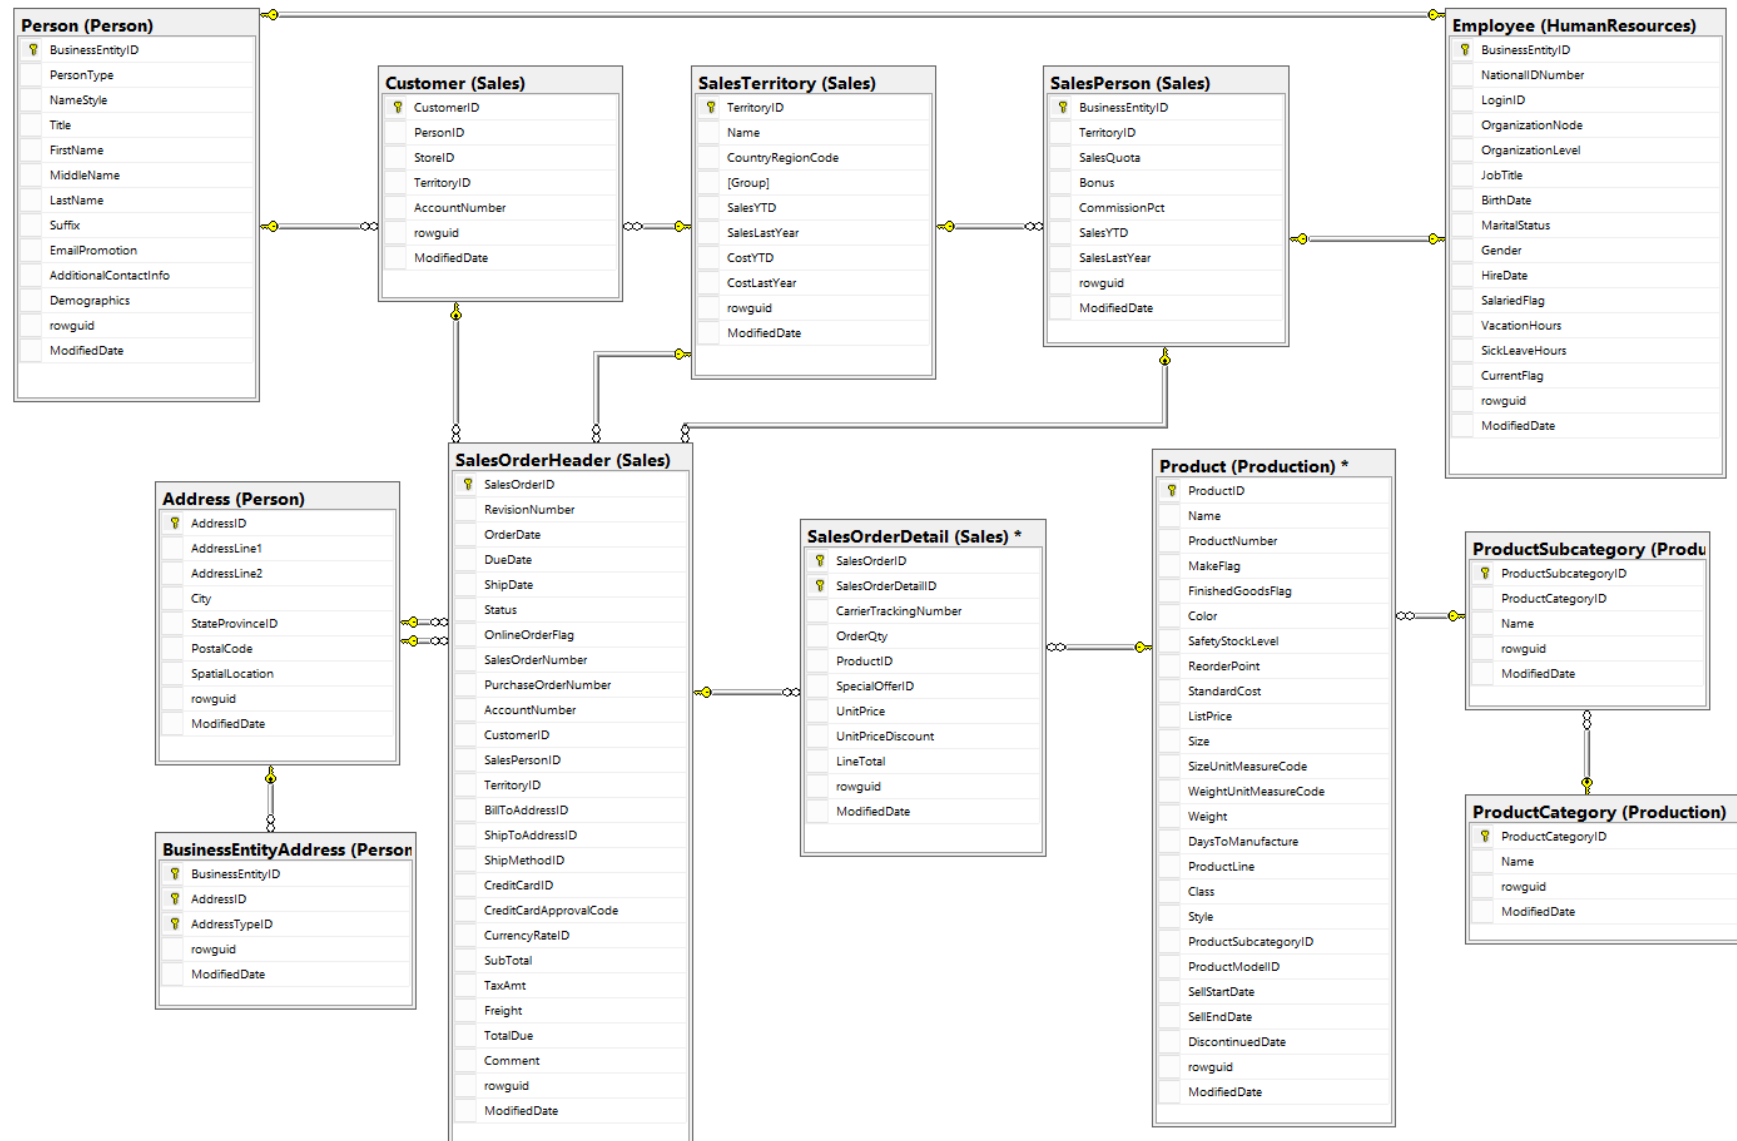 Person (Person)
BusinessEntityID
PersonType
NameStyle
Title
FirstName
MiddleName
LastName
Suffix
EmailPromotion
AdditionalContactInfo
Demographics
rowguid
ModifiedDate
Customer (Sales)
CustomerID
PersonID
StoreID
TerritoryID
AccountNumber
rowguid
ModifiedDate
SalesTerritory (Sales)
TerritoryID
Name
CountryRegionCode
[Group]
SalesYTD
SalesLastYear
CostYTD
CostLastYear
rowguid
ModifiedDate
SalesPerson (Sales)
BusinessEntityID
TerritoryID
SalesQuota
Bonus
CommissionPct
SalesYTD
SalesLastYear
rowguid
ModifiedDate
Employee (HumanResources)
BusinessEntityID
NationalIDNumber
LoginID
OrganizationNode
OrganizationLevel
JobTitle
BirthDate
MaritalStatus
Gender
HireDate
SalariedFlag
VacationHours
SickLeaveHours
CurrentFlag
rowguid
ModifiedDate
Address (Person)
AddressID
AddressLine1
AddressLine2
City
StateProvinceID
PostalCode
SpatialLocation
rowguid
ModifiedDate
BusinessEntityAddress (Person
BusinessEntityID
AddressID
AddressTypeID
rowguid
ModifiedDate
SalesOrderHeader (Sales)
SalesOrderID
RevisionNumber
OrderDate
DueDate
ShipDate
Status
OnlineOrderFlag
SalesOrderNumber
PurchaseOrderNumber
AccountNumber
CustomerID
SalesPersonID
TerritoryID
BillToAddressID
ShipToAddressID
ShipMethodID
CreditCardID
CreditCardApprovalCode
CurrencyRateID
SubTotal
TaxAmt
Freight
TotalDue
Comment
rowguid
ModifiedDate
SalesOrderDetail (Sales) *
SalesOrderID
SalesOrderDetailID
CarrierTrackingNumber
OrderQty
ProductID
SpecialOfferID
UnitPrice
UnitPriceDiscount
LineTotal
rowguid
ModifiedDate
Product (Production) *
ProductID
Name
ProductNumber
MakeFlag
FinishedGoodsFlag
Color
SafetyStockLevel
ReorderPoint
StandardCost
ListPrice
Size
SizeUnitMeasureCode
WeightUnitMeasureCode
Weight
DaysToManufacture
ProductLine
Class
Style
ProductSubcategoryID
ProductModelID
SellStartDate
SellEndDate
DiscontinuedDate
rowguid
ModifiedDate
ProductSubcategory (Produ
ProductSubcategoryID
ProductCategoryID
Name
rowguid
ModifiedDate
ProductCategory (Production)
ProductCategoryID
Name
rowguid
ModifiedDate